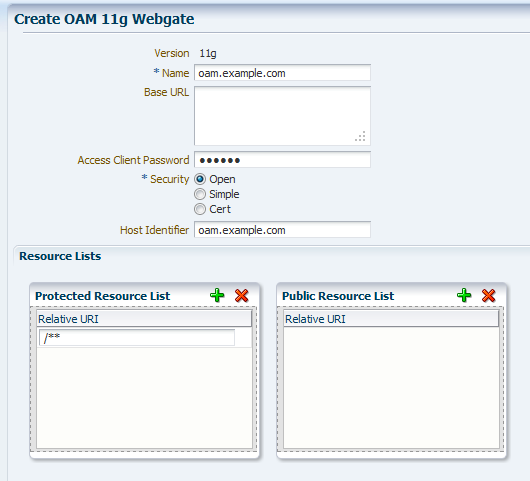 Create OAM 11g Webgate
Version 11g
* Name oam.example.com
Base URL
Access Client Password ••••••
* Security Open
Simple
Cert
Host Identifier oam.example.com
Resource Lists
Protected Resource List
Public Resource List
Relative URI
Relative URI
/**